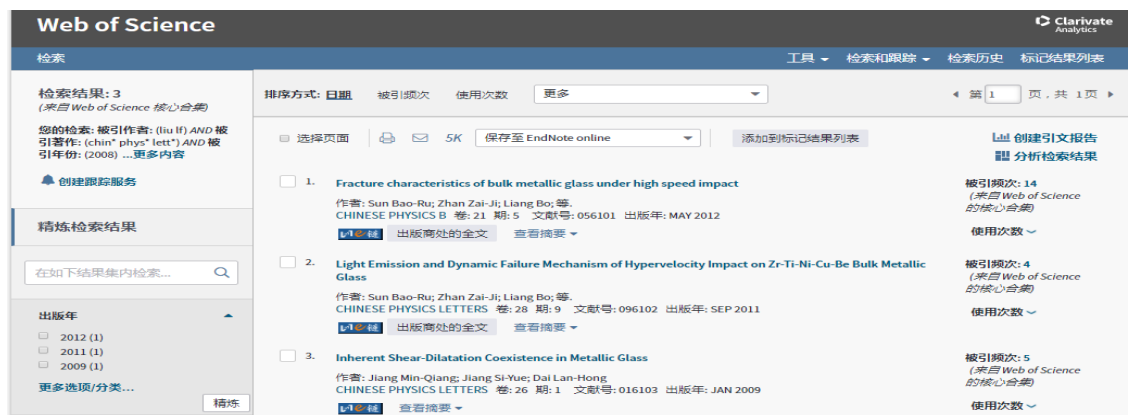 Web of Science
Clarivate
Analytics
检索
工具
检索和跟踪
检索历史
标记结果列表
检索结果: 3
(来自 Web of Science 核心合集)
您的检索: 被引作者: (liu lf) AND 被
引著作: (chin* phys* lett*) AND 被
引年份: (2008) ...更多内容
创建跟踪服务
精炼检索结果
在如下结果集内检索...
出版年
2012 (1)
2011 (1)
2009 (1)
更多选项/分类...
精炼
排序方式: 日期 被引频次 使用次数 更多
第 1 页，共 1页
选择页面 5K 保存至 EndNote online 添加到标记结果列表
创建引文报告
分析检索结果
1. Fracture characteristics of bulk metallic glass under high speed impact
作者: Sun Bao-Ru; Zhan Zai-Ji; Liang Bo; 等.
CHINESE PHYSICS B 卷: 21 期: 5 文献号: 056101 出版年: MAY 2012
出版商处的全文 查看摘要
被引频次: 14
(来自 Web of Science
的核心合集)
使用次数
2. Light Emission and Dynamic Failure Mechanism of Hypervelocity Impact on Zr-Ti-Ni-Cu-Be Bulk Metallic
Glass
作者: Sun Bao-Ru; Zhan Zai-Ji; Liang Bo; 等.
CHINESE PHYSICS LETTERS 卷: 28 期: 9 文献号: 096102 出版年: SEP 2011
出版商处的全文 查看摘要
被引频次: 4
(来自 Web of Science
的核心合集)
使用次数
3. Inherent Shear-Dilatation Coexistence in Metallic Glass
作者: Jiang Min-Qiang; Jiang Si-Yue; Dai Lan-Hong
CHINESE PHYSICS LETTERS 卷: 26 期: 1 文献号: 016103 出版年: JAN 2009
查看摘要
被引频次: 5
(来自 Web of Science
的核心合集)
使用次数